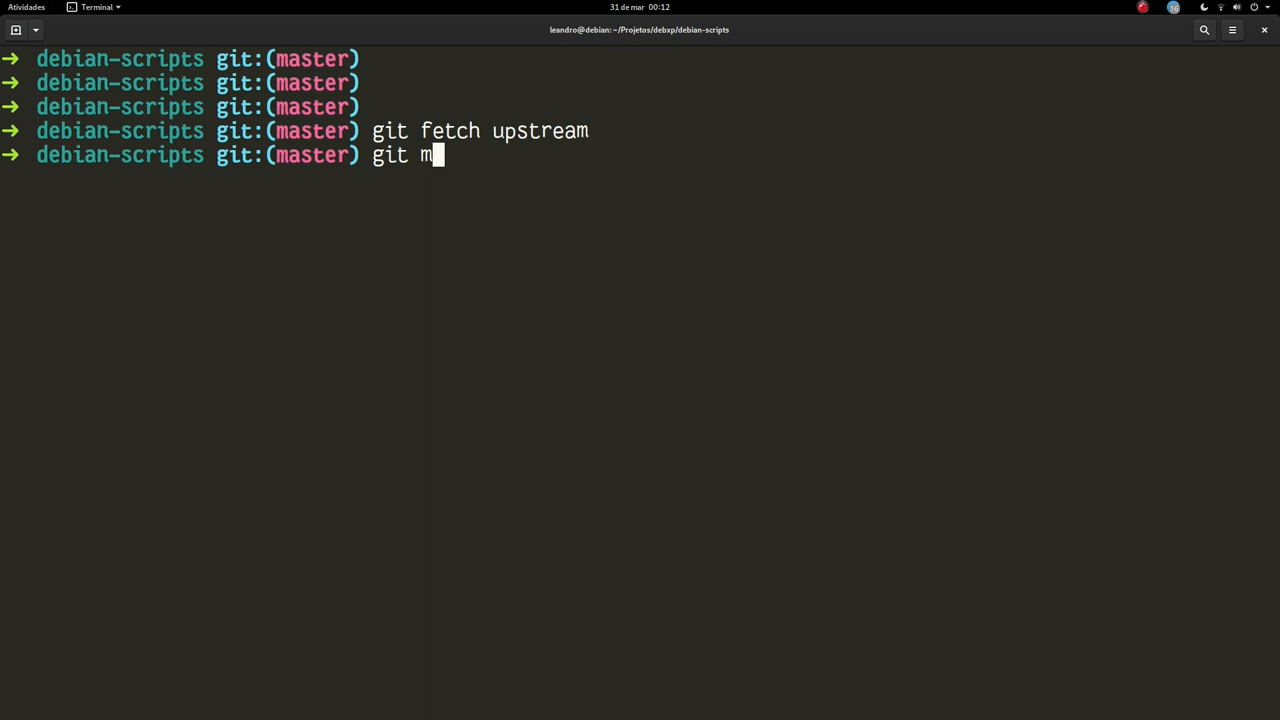 Atividades Terminal 31 de mar 00:12 16
leandro@debian: ~/Projetos/debxp/debian-scripts
➜ debian-scripts git:(master)
➜ debian-scripts git:(master)
➜ debian-scripts git:(master)
➜ debian-scripts git:(master) git fetch upstream
➜ debian-scripts git:(master) git m